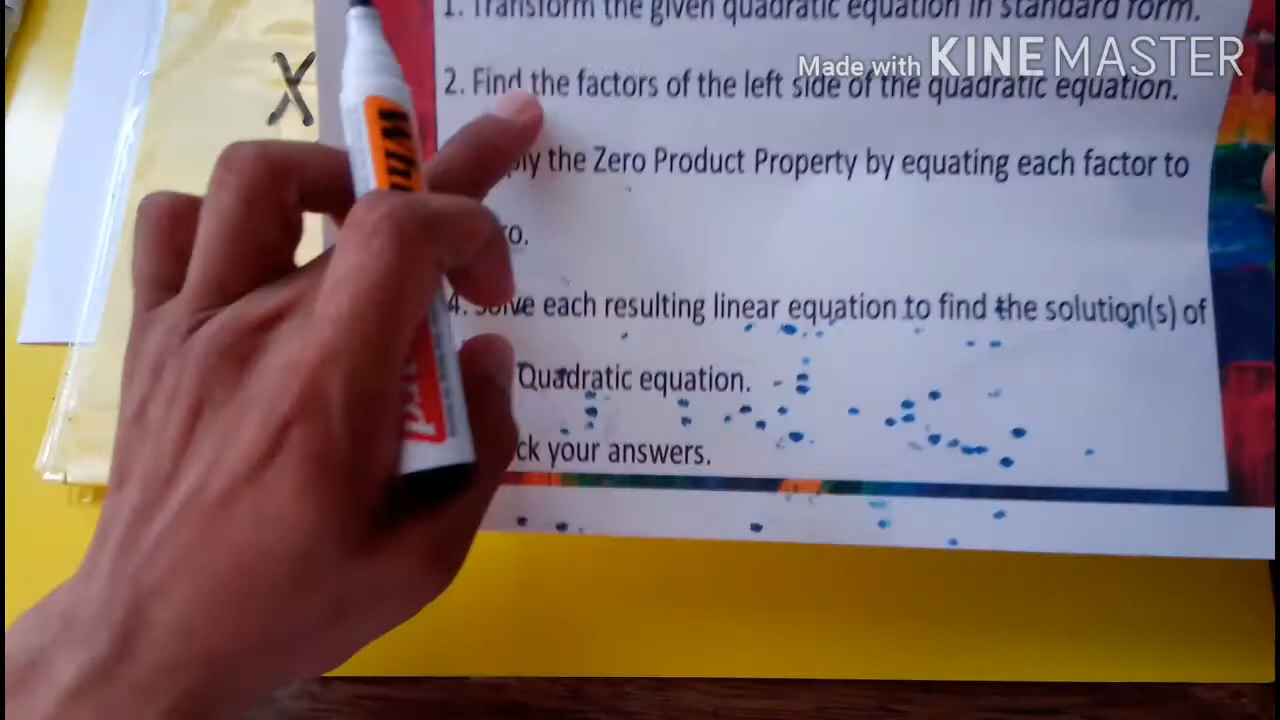 1. Transform the given quadratic equation in standard form.
Made with KINEMASTER
X
2. Find the factors of the left side of the quadratic equation.
the Zero Product Property by equating each factor to
4. Solve each resulting linear equation to find the solution(s) of
Quadratic equation.
your answers.